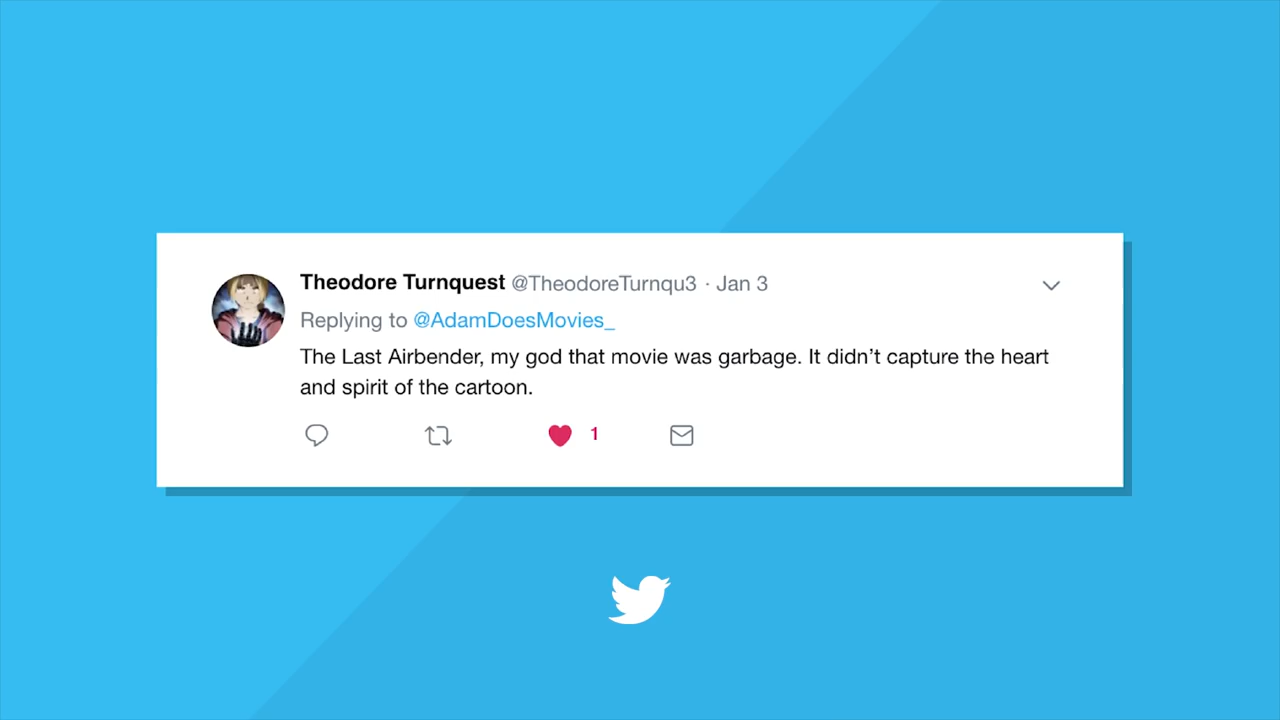 Theodore Turnquest @TheodoreTurnqu3 · Jan 3
Replying to @AdamDoesMovies_
The Last Airbender, my god that movie was garbage. It didn’t capture the heart
and spirit of the cartoon.
1